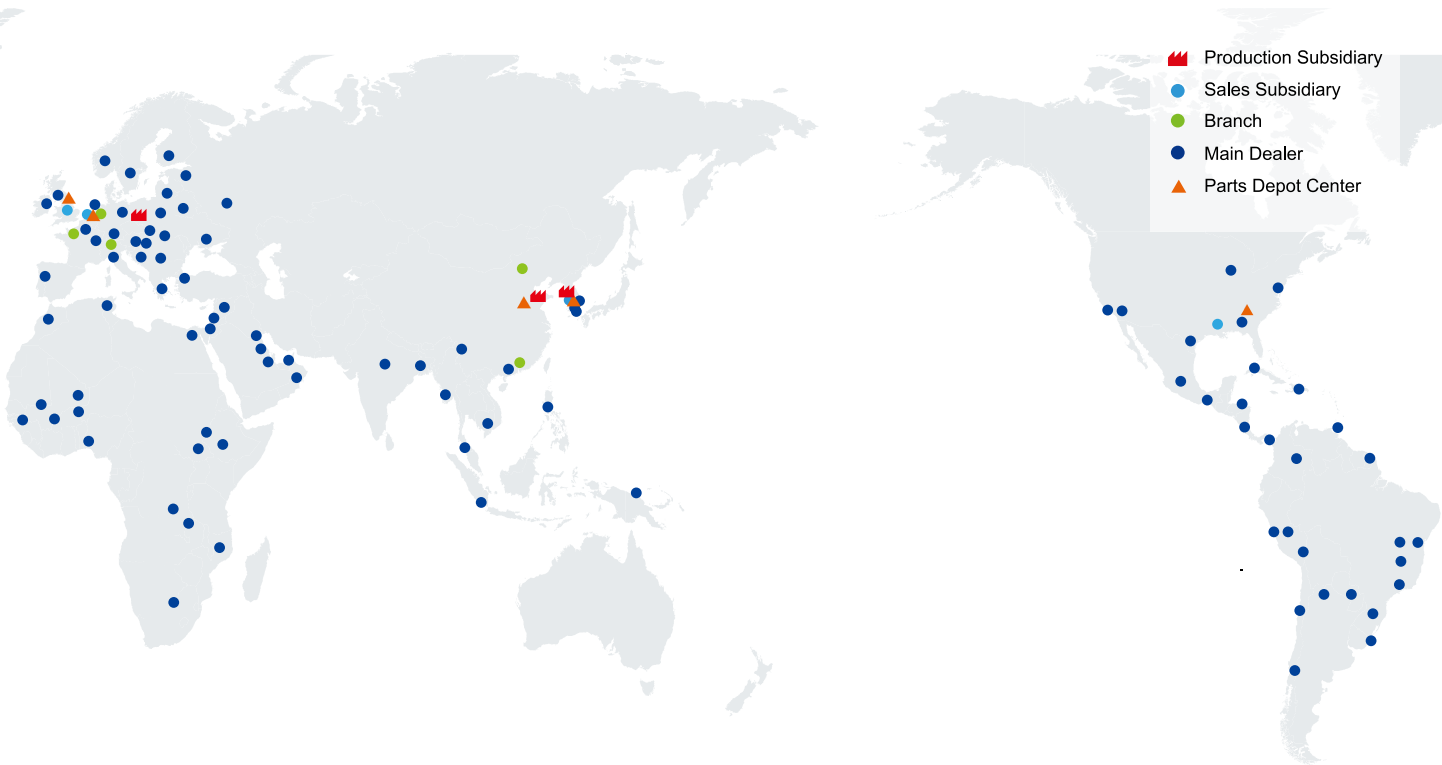 Production Subsidiary
Sales Subsidiary
Branch
Main Dealer
Parts Depot Center